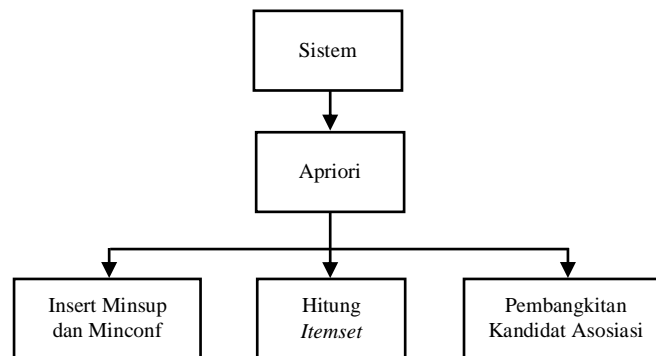 Sistem
Apriori
Insert Minsup
dan Minconf
Hitung
Itemset
Pembangkitan
Kandidat Asosiasi